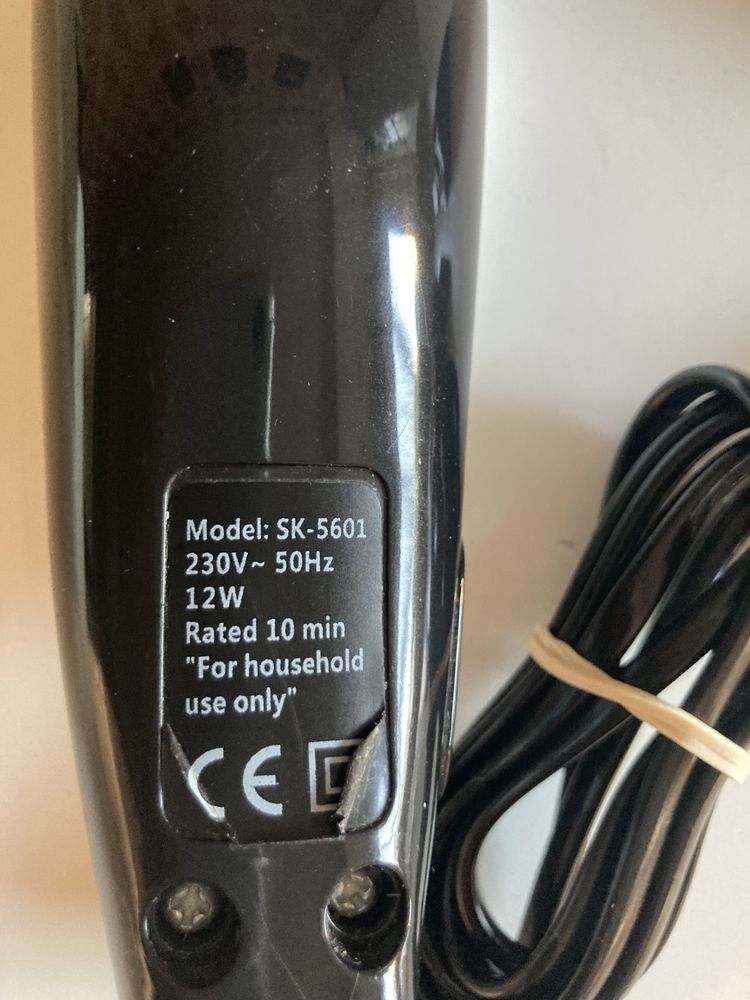 Model: SK-5601
230V~ 50Hz
12W
Rated 10 min
"For household
use only"
CE